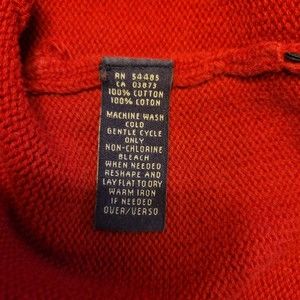 RN 54485
CA 03873
100% COTTON
100% COTON
MACHINE WASH
COLD
GENTLE CYCLE
ONLY
NON-CHLORINE
BLEACH
WHEN NEEDED
RESHAPE AND
LAY FLAT TO DRY
WARM IRON
IF NEEDED
OVER/VERSO